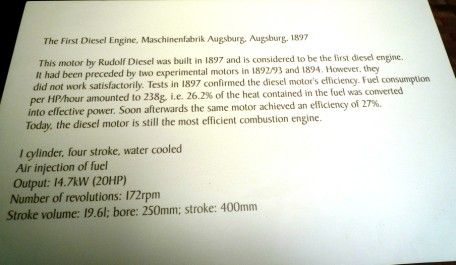 The First Diesel Engine, Maschinenfabrik Augsburg, Augsburg, 1897
This motor by Rudolf Diesel was built in 1897 and is considered to be the first diesel engine.
It had been preceded by two experimental motors in 1892/93 and 1894. However, they
did not work satisfactorily. Tests in 1897 confirmed the diesel motor's efficiency. Fuel consumption
per HP/hour amounted to 238g, i.e. 26.2% of the heat contained in the fuel was converted
into effective power. Soon afterwards the same motor achieved an efficiency of 27%.
Today, the diesel motor is still the most efficient combustion engine.
1 cylinder, four stroke, water cooled
Air injection of fuel
Output: 14.7kW (20HP)
Number of revolutions: 172rpm
Stroke volume: 19.6l; bore: 250mm; stroke: 400mm